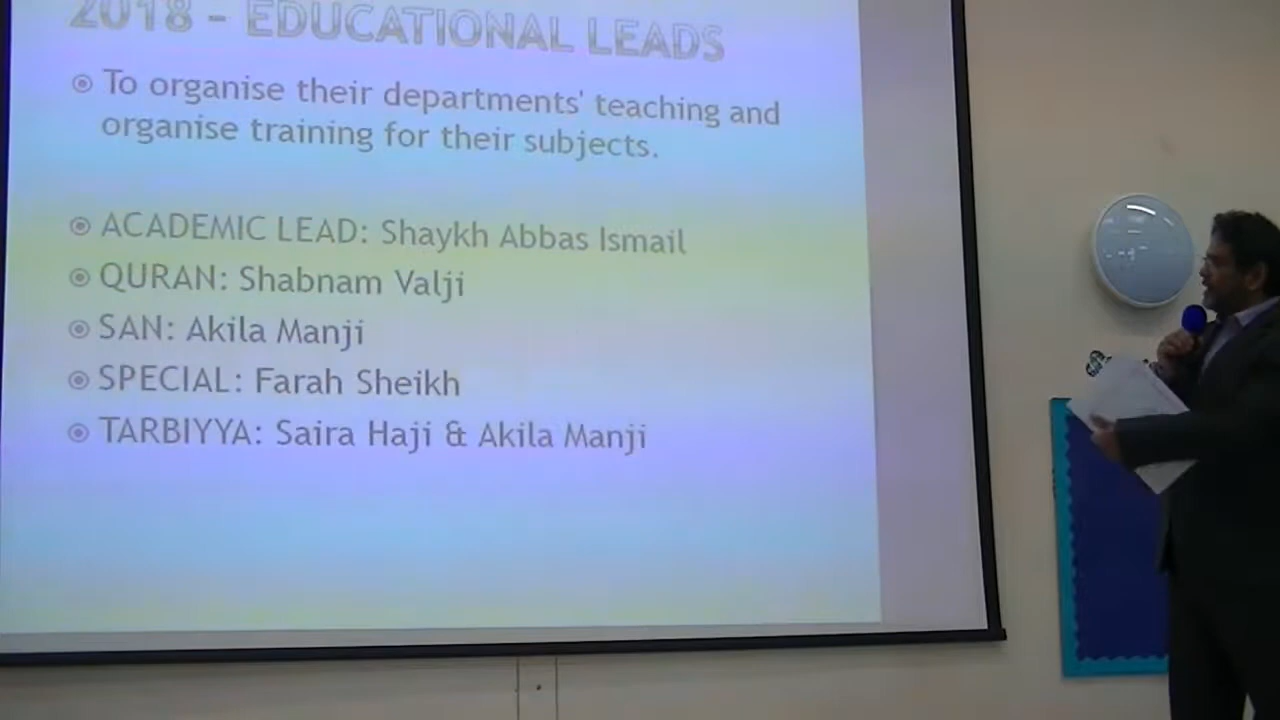 2018 - EDUCATIONAL LEADS
To organise their departments' teaching and
organise training for their subjects.
ACADEMIC LEAD: Shaykh Abbas Ismail
QURAN: Shabnam Valji
SAN: Akila Manji
SPECIAL: Farah Sheikh
TARBIYYA: Saira Haji & Akila Manji